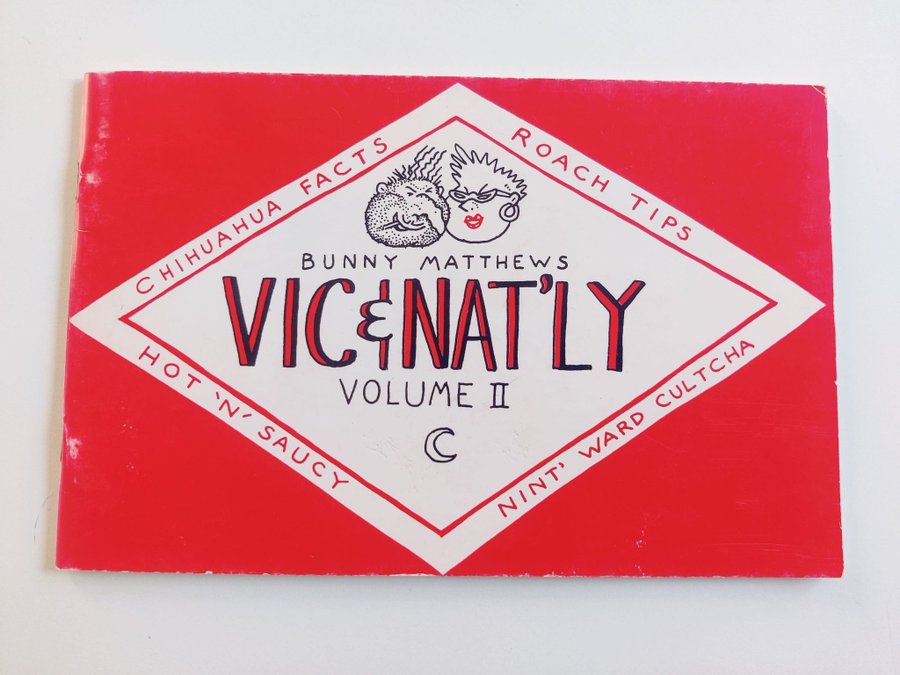 CHIHUAHUA FACTS
ROACH TIPS
BUNNY MATTHEWS
VIC & NAT'LY
VOLUME II
HOT 'N' SAUCY
NINT' WARD CULTCHA